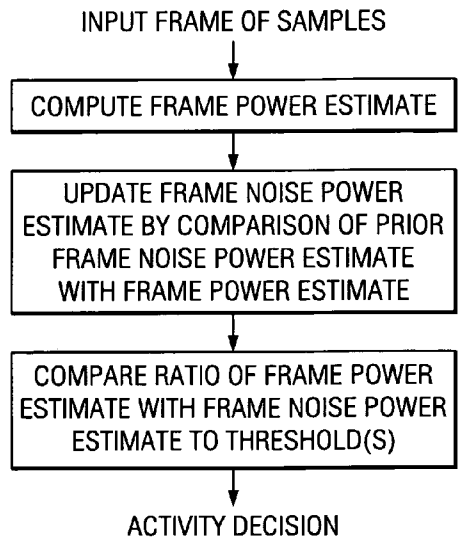 INPUT FRAME OF SAMPLES
COMPUTE FRAME POWER ESTIMATE
UPDATE FRAME NOISE POWER
ESTIMATE BY COMPARISON OF PRIOR
FRAME NOISE POWER ESTIMATE
WITH FRAME POWER ESTIMATE
COMPARE RATIO OF FRAME POWER
ESTIMATE WITH FRAME NOISE POWER
ESTIMATE TO THRESHOLD(S)
ACTIVITY DECISION